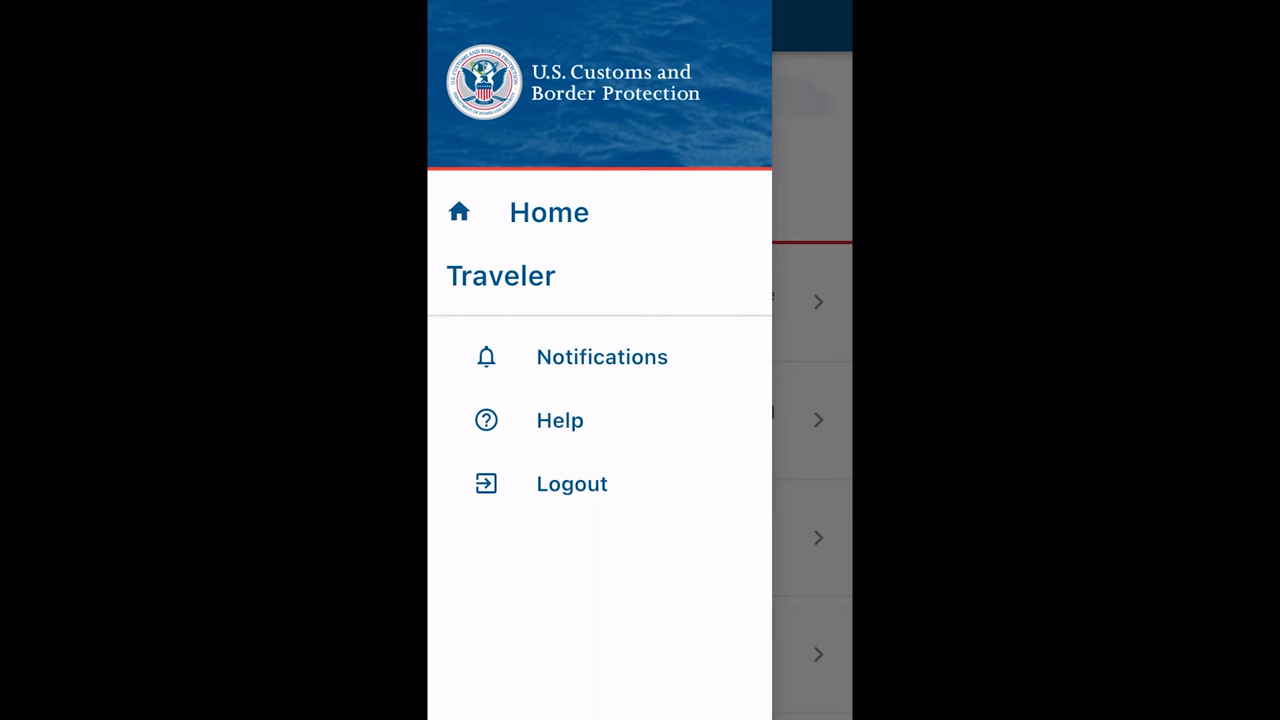 U.S. Customs and
Border Protection
Home
Traveler
Notifications
Help
Logout